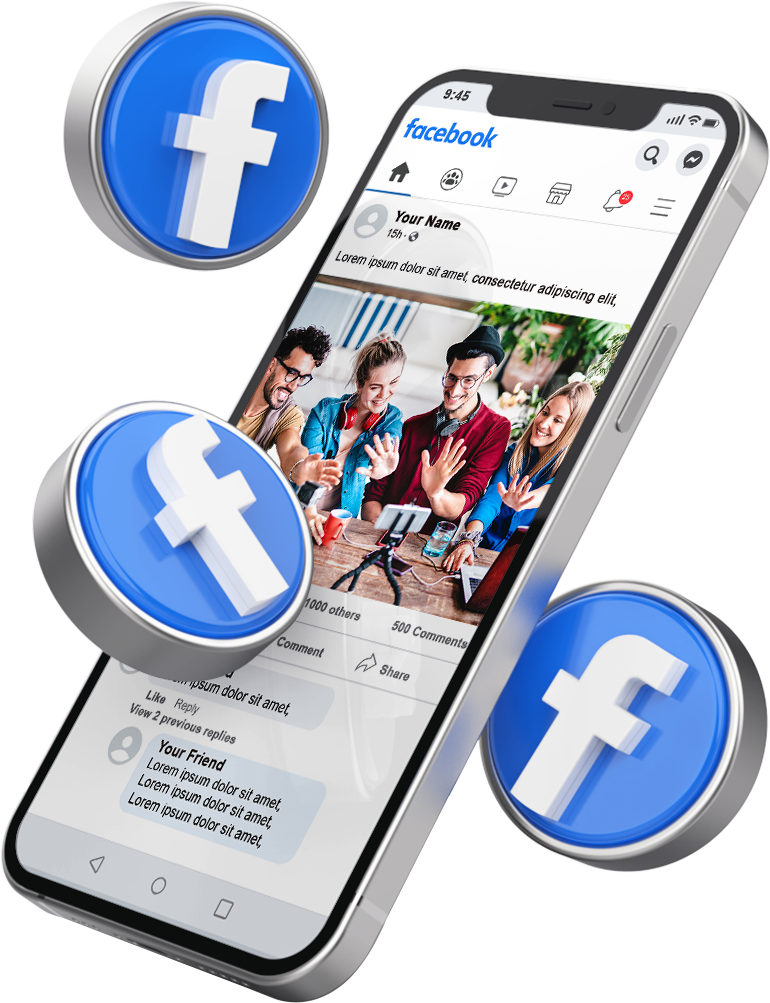 9:45
facebook
25
Your Name
15h ·
Lorem ipsum dolor sit amet, consectetur adipiscing elit,
1000 others
500 Comments
Comment
Share
ipsum dolor sit amet,
Like Reply
View 2 previous replies
Your Friend
Lorem ipsum dolor sit amet,
Lorem ipsum dolor sit amet,
Lorem ipsum dolor sit amet,